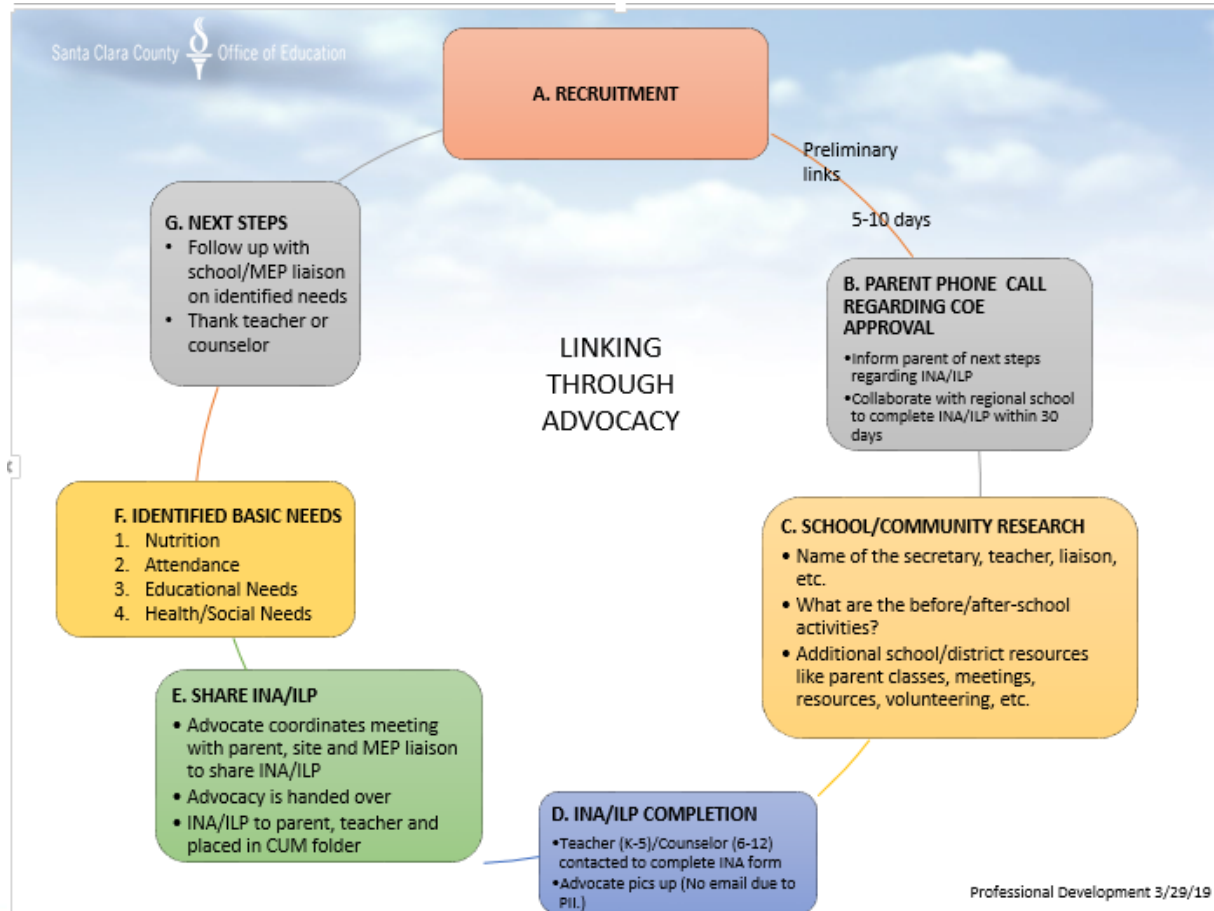 Santa Clara County Office of Education
A. RECRUITMENT
Preliminary
links
5-10 days
B. PARENT PHONE CALL
REGARDING COE
APPROVAL
•Inform parent of next steps
regarding INA/ILP
•Collaborate with regional school
to complete INA/ILP within 30
days
C. SCHOOL/COMMUNITY RESEARCH
• Name of the secretary, teacher, liaison,
etc.
• What are the before/after-school
activities?
• Additional school/district resources
like parent classes, meetings,
resources, volunteering, etc.
D. INA/ILP COMPLETION
•Teacher (K-5)/Counselor (6-12)
contacted to complete INA form
•Advocate pics up (No email due to
PII.)
E. SHARE INA/ILP
• Advocate coordinates meeting
with parent, site and MEP liaison
to share INA/ILP
• Advocacy is handed over
• INA/ILP to parent, teacher and
placed in CUM folder
F. IDENTIFIED BASIC NEEDS
1. Nutrition
2. Attendance
3. Educational Needs
4. Health/Social Needs
G. NEXT STEPS
• Follow up with
school/MEP liaison
on identified needs
• Thank teacher or
counselor
LINKING
THROUGH
ADVOCACY
Professional Development 3/29/19